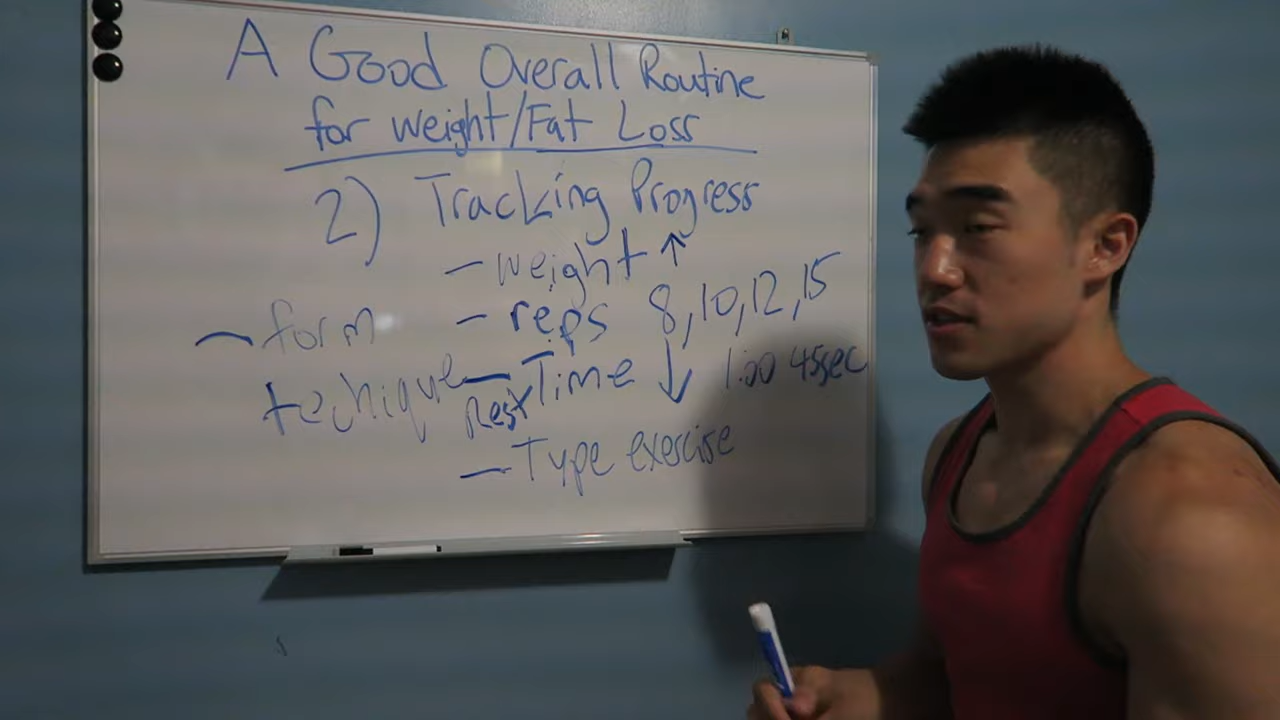 A Good Overall Routine
for weight/Fat Loss
2) Tracking Progress
- weight ↑
- reps 8, 10, 12, 15
- form
techique
- Rest Time ↓ 1:00 45sec
- Type exercise